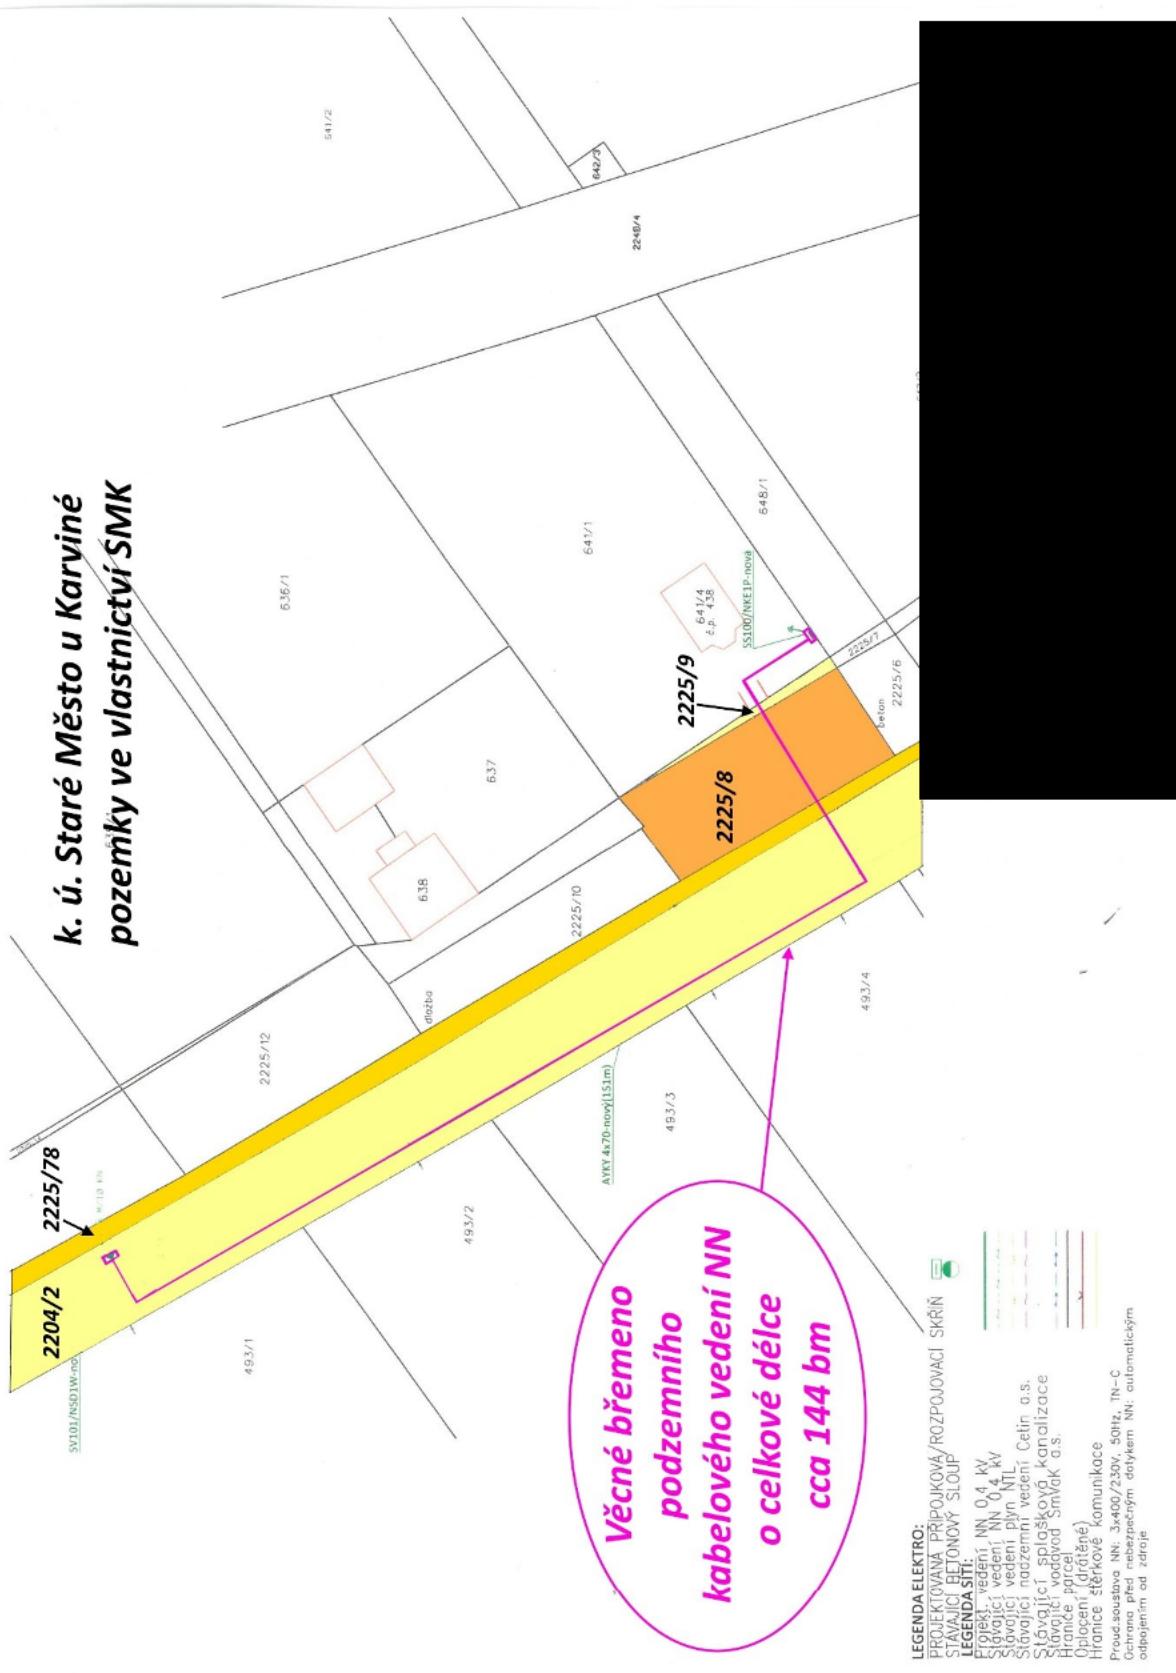 k. ú. Staré Město u Karviné
pozemky ve vlastnictví SMK
641/2
642/3
2248/4
636/1
641/1
648/1
641/4
č.p. 438
SS100/NKE1P-nová
2225/9
2225/7
2225/6
beton
637
2225/8
638
2225/10
dlažba
2225/12
2225/78
2204/2
SV101/NSD1W-no
493/1
493/2
493/3
493/4
AYKY 4x70-nový(151m)
Věcné břemeno
podzemního
kabelového vedení NN
o celkové délce
cca 144 bm
LEGENDA ELEKTRO:
PROJEKTOVANÁ PŘÍPOJKOVÁ/ROZPOJOVACÍ SKŘÍŇ
STÁVAJÍCÍ BETONOVÝ SLOUP
LEGENDA SÍTÍ:
Projekt. vedení NN 0,4 kV
Stávající vedení NN 0,4 kV
Stávající vedení plyn NTL
Stávající nadzemní vedení Cetin a.s.
Stávající splašková kanalizace
Stávající vodovod SmVaK a.s.
Hranice parcel
Oplocení (drátěné)
Hranice štěrkové komunikace
Proud.soustava NN: 3x400/230V, 50Hz, TN-C
Ochrana před nebezpečným dotykem NN: automatickým
odpojením od zdroje